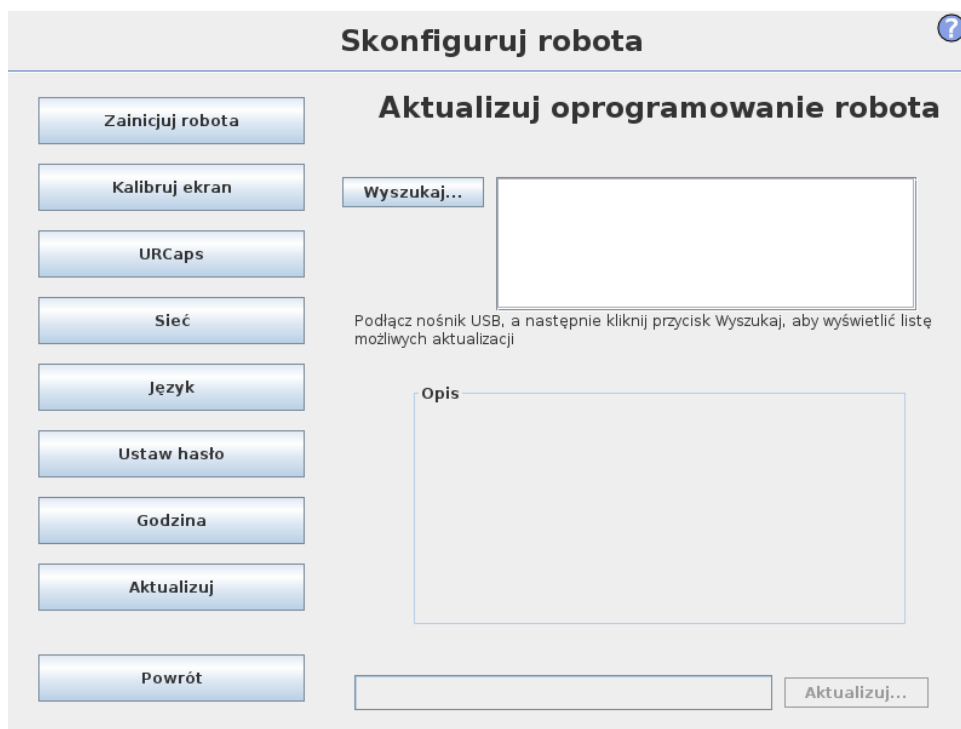 Skonfiguruj robota
?
Zainicjuj robota
Kalibruj ekran
URCaps
Sieć
Język
Ustaw hasło
Godzina
Aktualizuj
Powrót
Aktualizuj oprogramowanie robota
Wyszukaj...
Podłącz nośnik USB, a następnie kliknij przycisk Wyszukaj, aby wyświetlić listę
możliwych aktualizacji
Opis
Aktualizuj...